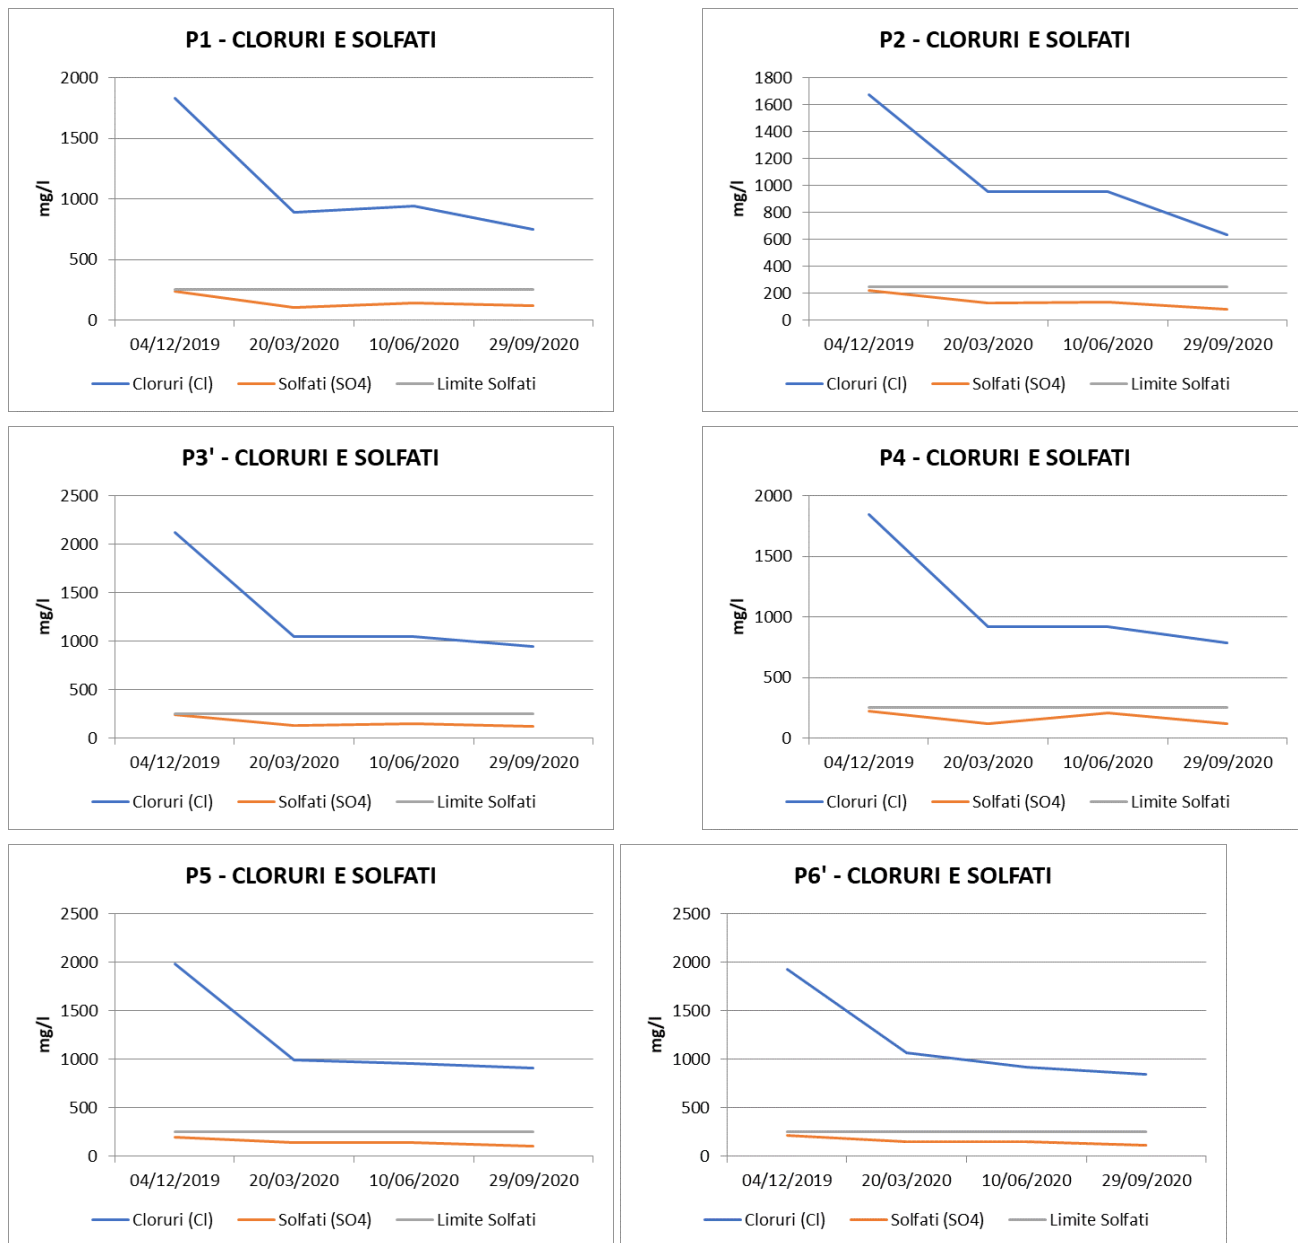 P1 - CLORURI E SOLFATI
2000
1500
1000
500
0
mg/l
04/12/2019 20/03/2020 10/06/2020 29/09/2020
Cloruri (Cl) Solfati (SO4) Limite Solfati
P2 - CLORURI E SOLFATI
1800
1600
1400
1200
1000
800
600
400
200
0
mg/l
04/12/2019 20/03/2020 10/06/2020 29/09/2020
Cloruri (Cl) Solfati (SO4) Limite Solfati
P3' - CLORURI E SOLFATI
2500
2000
1500
1000
500
0
mg/l
04/12/2019 20/03/2020 10/06/2020 29/09/2020
Cloruri (Cl) Solfati (SO4) Limite Solfati
P4 - CLORURI E SOLFATI
2000
1500
1000
500
0
mg/l
04/12/2019 20/03/2020 10/06/2020 29/09/2020
Cloruri (Cl) Solfati (SO4) Limite Solfati
P5 - CLORURI E SOLFATI
2500
2000
1500
1000
500
0
mg/l
04/12/2019 20/03/2020 10/06/2020 29/09/2020
Cloruri (Cl) Solfati (SO4) Limite Solfati
P6' - CLORURI E SOLFATI
2500
2000
1500
1000
500
0
mg/l
04/12/2019 20/03/2020 10/06/2020 29/09/2020
Cloruri (Cl) Solfati (SO4) Limite Solfati